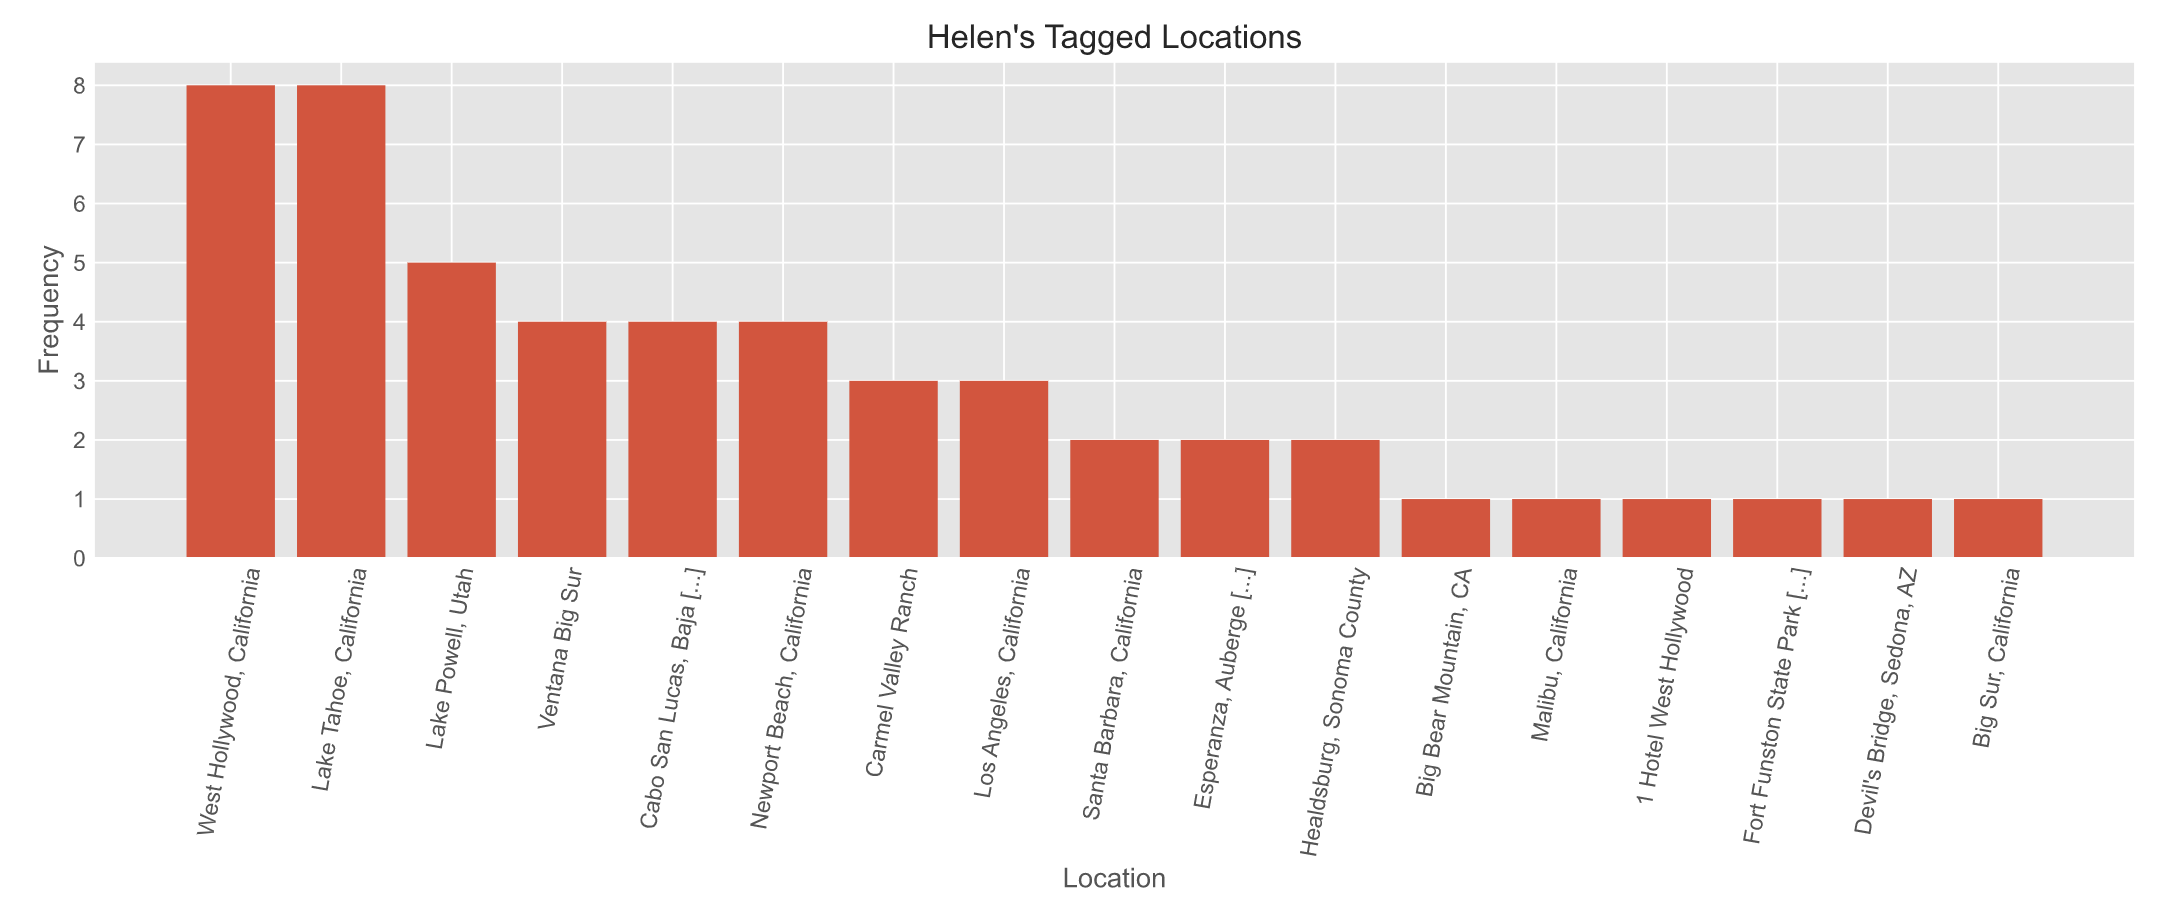 Helen's Tagged Locations
Frequency
8
7
6
5
4
3
2
1
0
West Hollywood, California
Lake Tahoe, California
Lake Powell, Utah
Ventana Big Sur
Cabo San Lucas, Baja [...]
Newport Beach, California
Carmel Valley Ranch
Los Angeles, California
Santa Barbara, California
Esperanza, Auberge [...]
Healdsburg, Sonoma County
Big Bear Mountain, CA
Malibu, California
1 Hotel West Hollywood
Fort Funston State Park [...]
Devil's Bridge, Sedona, AZ
Big Sur, California
Location